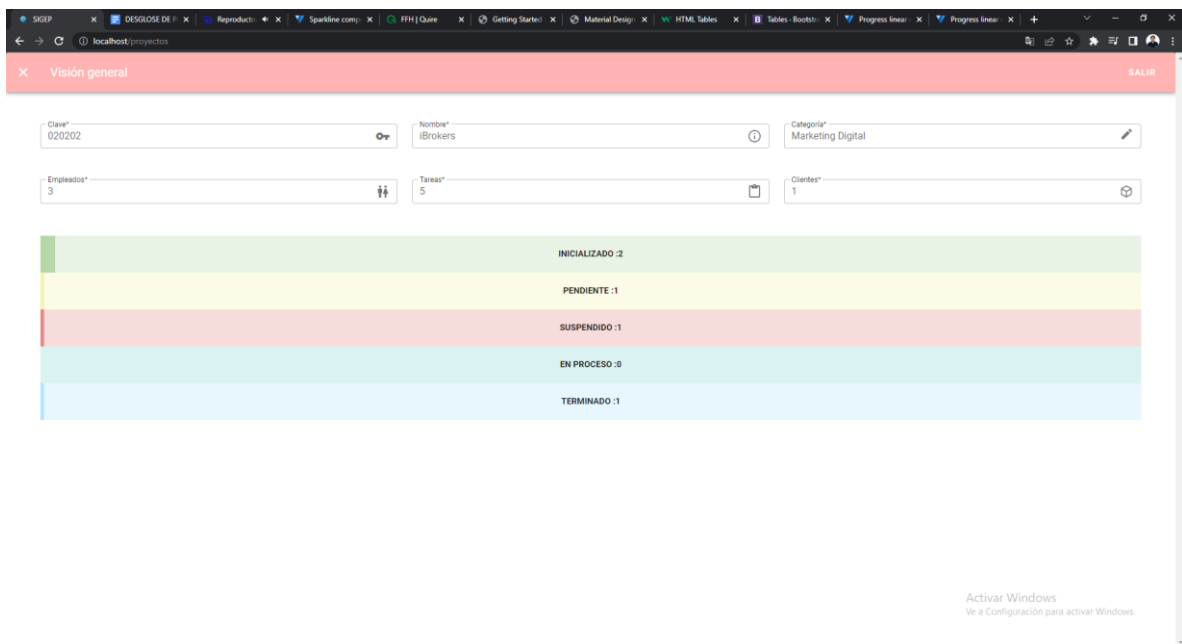 SIGEP
DESGLOSE DE P
Reproducto
Sparkline comp
FFH | Quire
Getting Started
Material Design
HTML Tables
Tables · Bootstr
Progress linear
Progress linear
localhost/proyectos
Visión general
SALIR
Clave*
020202
Nombre*
iBrokers
Categoría*
Marketing Digital
Empleados*
3
Tareas*
5
Clientes*
1
INICIALIZADO :2
PENDIENTE :1
SUSPENDIDO :1
EN PROCESO :0
TERMINADO :1
Activar Windows
Ve a Configuración para activar Windows.